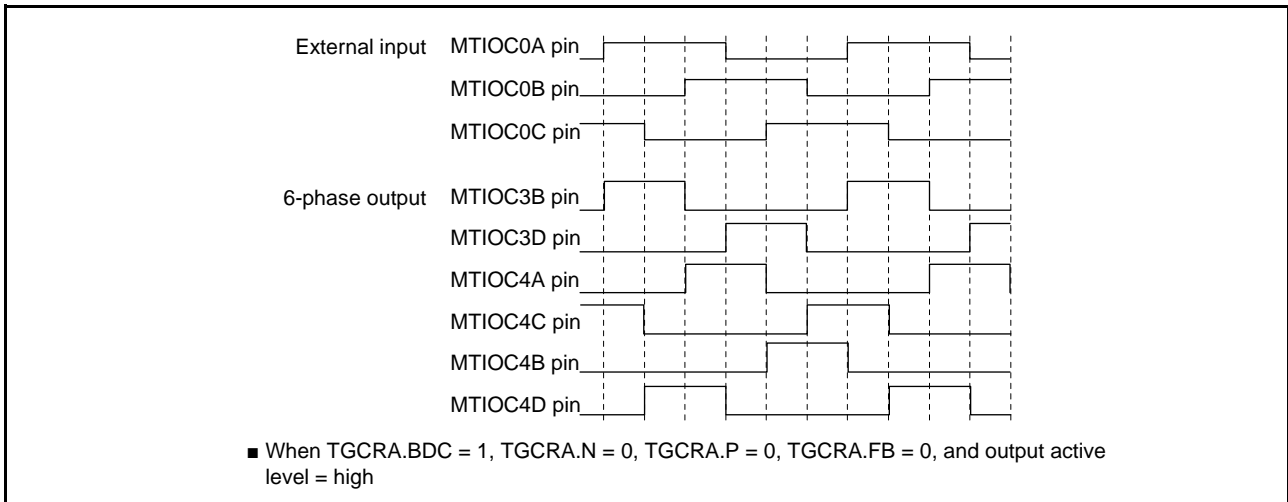 External input MTIOC0A pin
MTIOC0B pin
MTIOC0C pin
6-phase output MTIOC3B pin
MTIOC3D pin
MTIOC4A pin
MTIOC4C pin
MTIOC4B pin
MTIOC4D pin
■ When TGCRA.BDC = 1, TGCRA.N = 0, TGCRA.P = 0, TGCRA.FB = 0, and output active
level = high